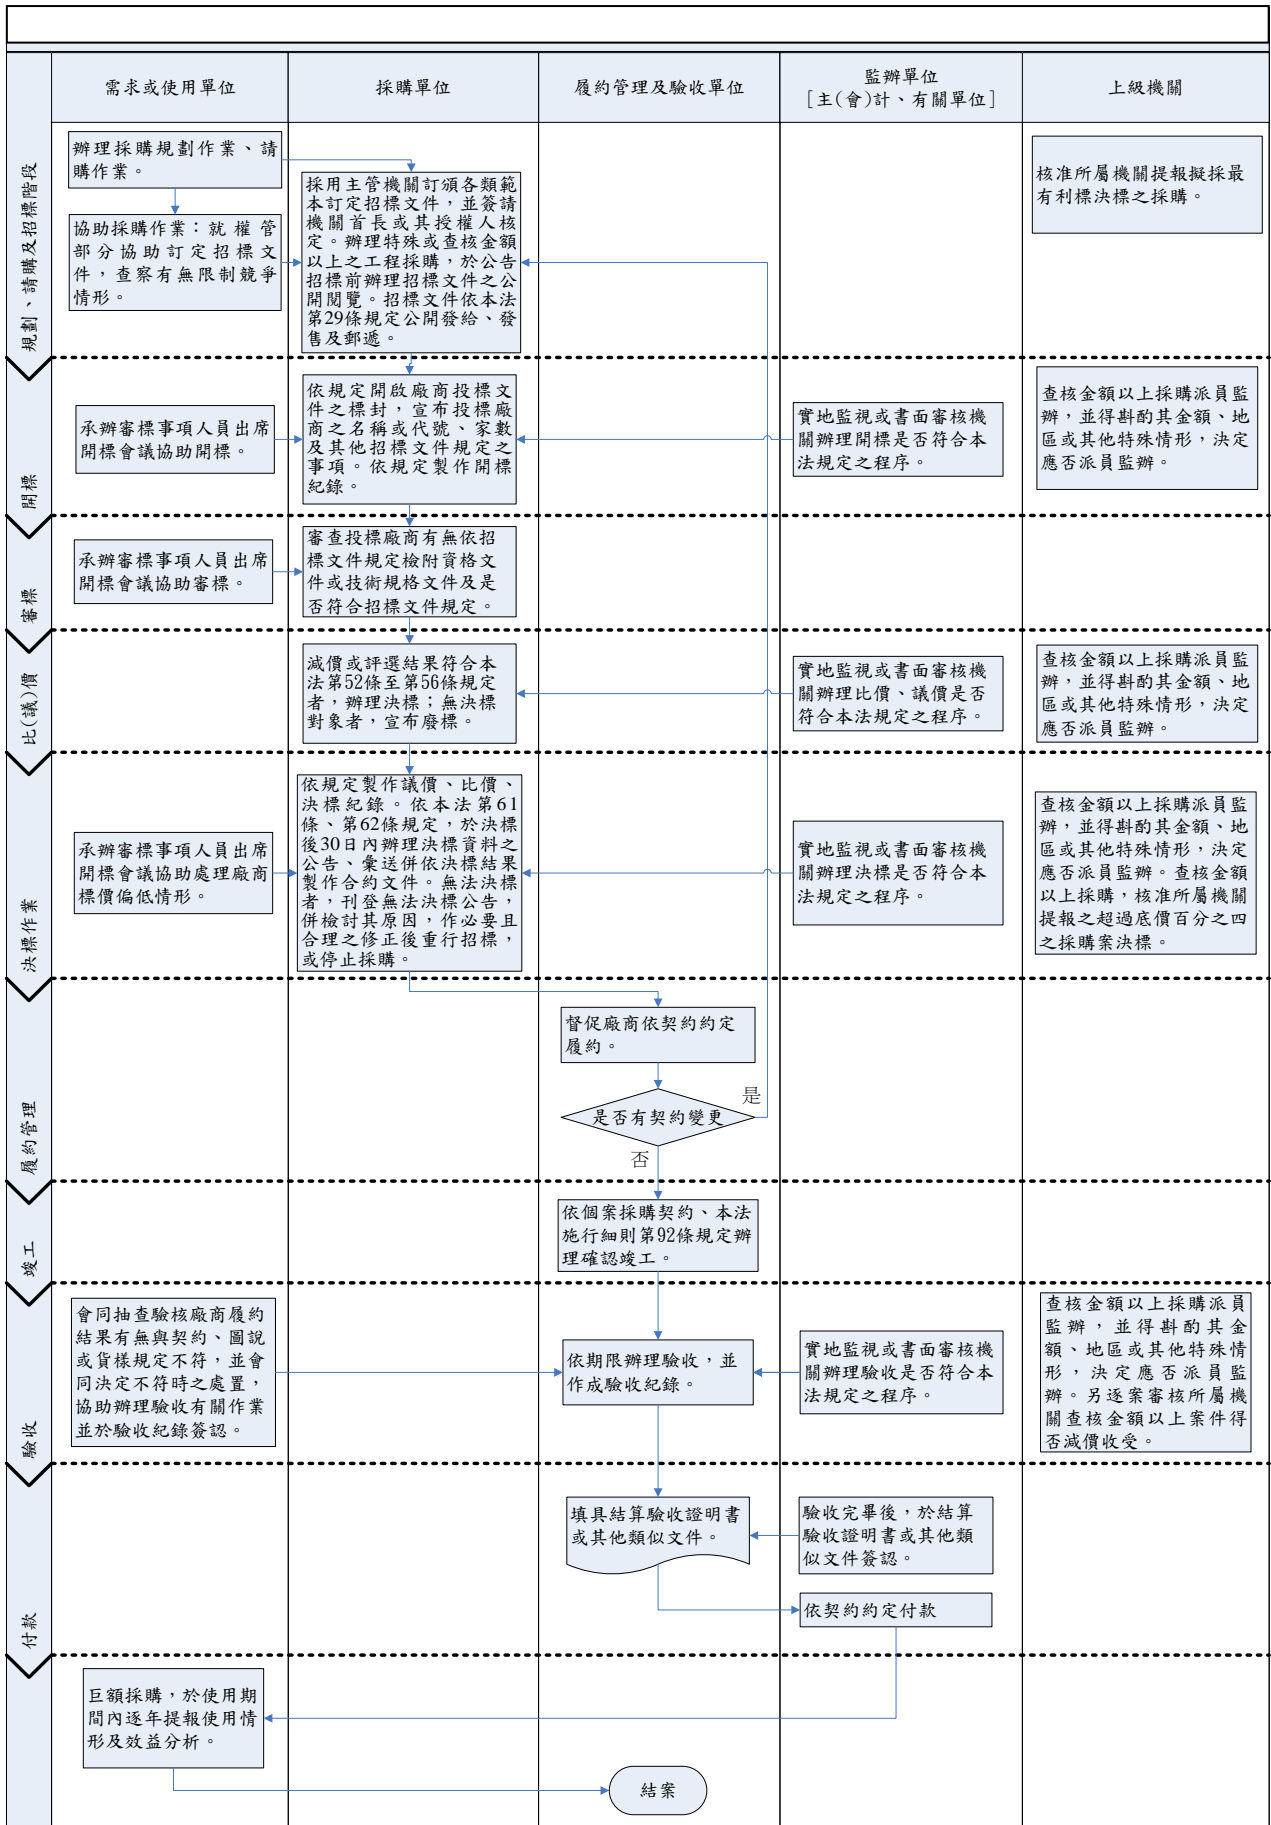 需求或使用單位
採購單位
履約管理及驗收單位
監辦單位
[主(會)計、有關單位]
上級機關
規劃、請購及招標階段
辦理採購規劃作業、請
購作業。
協助採購作業：就權管
部分協助訂定招標文
件，查察有無限制競爭
情形。
採用主管機關訂頒各類範
本訂定招標文件，並簽請
機關首長或其授權人核
定。辦理特殊或查核金額
以上之工程採購，於公告
招標前辦理招標文件之公
開閱覽。招標文件依本法
第29條規定公開發給、發
售及郵遞。
核准所屬機關提報擬採最
有利標決標之採購。
開標
承辦審標事項人員出席
開標會議協助開標。
依規定開啟廠商投標文
件之標封，宣布投標廠
商之名稱或代號、家數
及其他招標文件規定之
事項。依規定製作開標
紀錄。
實地監視或書面審核機
關辦理開標是否符合本
法規定之程序。
查核金額以上採購派員監
辦，並得斟酌其金額、地
區或其他特殊情形，決定
應否派員監辦。
審標
承辦審標事項人員出席
開標會議協助審標。
審查投標廠商有無依招
標文件規定檢附資格文
件或技術規格文件及是
否符合招標文件規定。
比(議)價
減價或評選結果符合本
法第52條至第56條規定
者，辦理決標；無決標
對象者，宣布廢標。
實地監視或書面審核機
關辦理比價、議價是否
符合本法規定之程序。
查核金額以上採購派員監
辦，並得斟酌其金額、地
區或其他特殊情形，決定
應否派員監辦。
決標作業
承辦審標事項人員出席
開標會議協助處理廠商
標價偏低情形。
依規定製作議價、比價、
決標紀錄。依本法第61
條、第62條規定，於決標
後30日內辦理決標資料之
公告、彙送併依決標結果
製作合約文件。無法決標
者，刊登無法決標公告，
併檢討其原因，作必要且
合理之修正後重行招標，
或停止採購。
實地監視或書面審核機
關辦理決標是否符合本
法規定之程序。
查核金額以上採購派員監
辦，並得斟酌其金額、地
區或其他特殊情形，決定
應否派員監辦。查核金額
以上採購，核准所屬機關
提報之超過底價百分之四
之採購案決標。
履約管理
督促廠商依契約約定
履約。
是否有契約變更
是
否
竣工
依個案採購契約、本法
施行細則第92條規定辦
理確認竣工。
驗收
會同抽查驗核廠商履約
結果有無與契約、圖說
或貨樣規定不符，並會
同決定不符時之處置，
協助辦理驗收有關作業
並於驗收紀錄簽認。
依期限辦理驗收，並
作成驗收紀錄。
實地監視或書面審核機
關辦理驗收是否符合本
法規定之程序。
查核金額以上採購派員
監辦，並得斟酌其金
額、地區或其他特殊情
形，決定應否派員監
辦。另逐案審核所屬機
關查核金額以上案件得
否減價收受。
付款
填具結算驗收證明書
或其他類似文件。
驗收完畢後，於結算
驗收證明書或其他類
似文件簽認。
依契約約定付款
巨額採購，於使用期
間內逐年提報使用情
形及效益分析。
結案